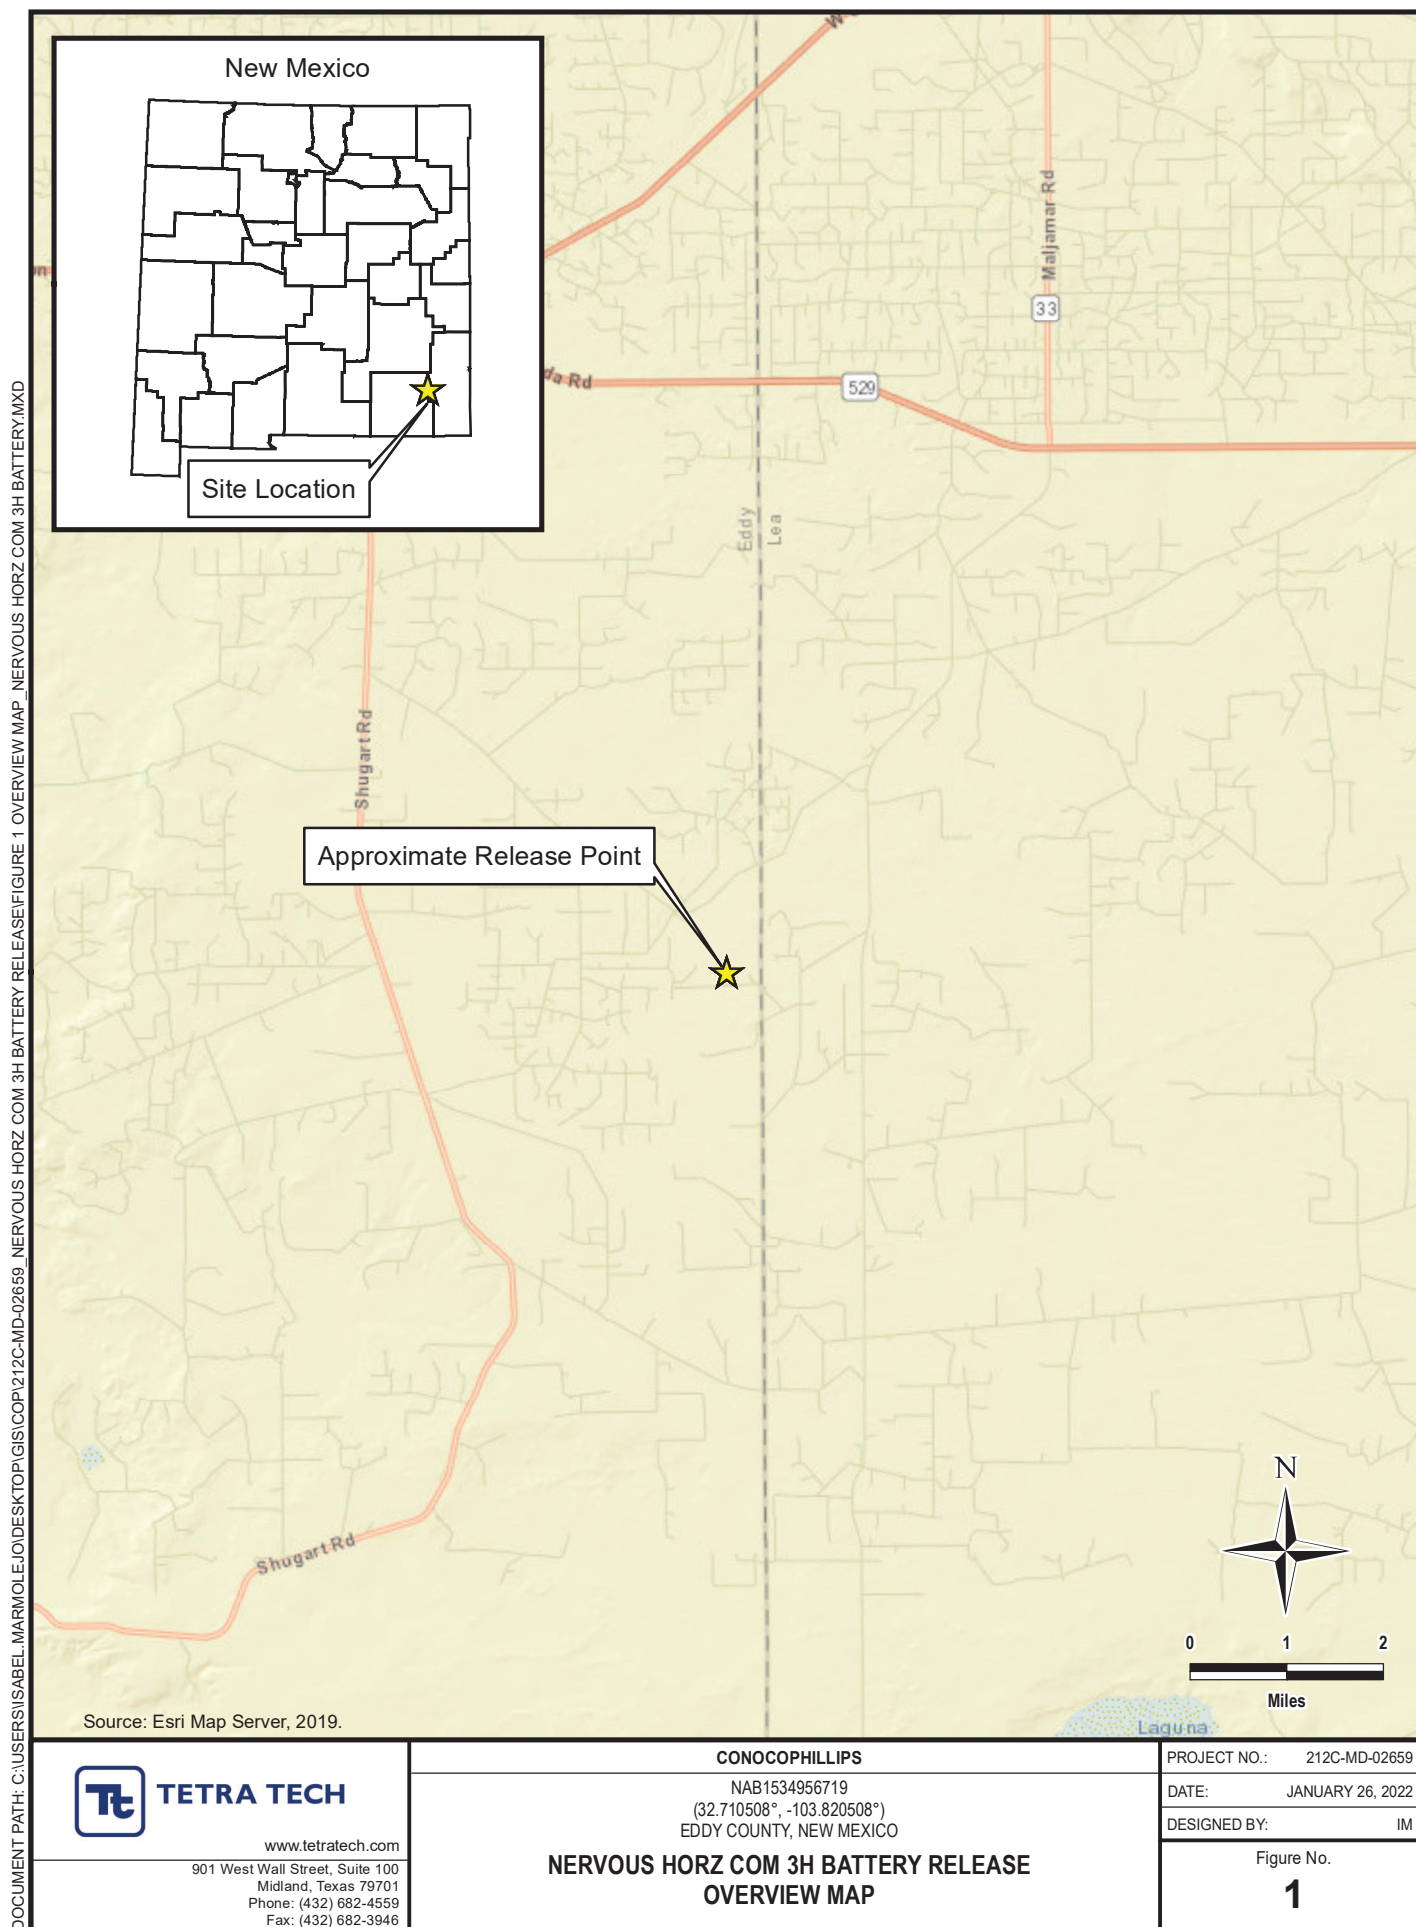 DOCUMENT PATH: C:\USERS\ISABEL.MARMOLEJO\DESKTOP\GIS\COP\212C-MD-02659_NERVOUS HORZ COM 3H BATTERY RELEASE\FIGURE 1 OVERVIEW MAP_NERVOUS HORZ COM 3H BATTERY.MXD
New Mexico
Site Location
Maljamar Rd
33
da Rd
529
Eddy
Lea
Shugart Rd
Approximate Release Point
Shugart Rd
N
0 1 2
Miles
Laguna
Source: Esri Map Server, 2019.
Tt TETRA TECH
www.tetratech.com
901 West Wall Street, Suite 100
Midland, Texas 79701
Phone: (432) 682-4559
Fax: (432) 682-3946
CONOCOPHILLIPS
NAB1534956719
(32.710508°, -103.820508°)
EDDY COUNTY, NEW MEXICO
NERVOUS HORZ COM 3H BATTERY RELEASE
OVERVIEW MAP
PROJECT NO.: 212C-MD-02659
DATE: JANUARY 26, 2022
DESIGNED BY: IM
Figure No.
1